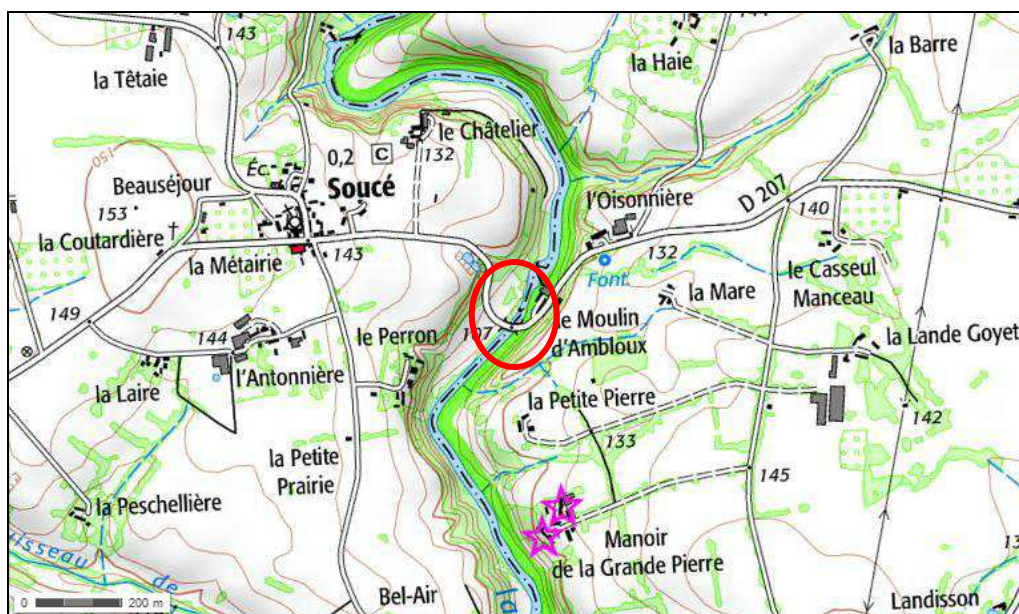 143
la Têtaie
la Haie
la Barre
le Châtelier
0,2 C
132
Éc.
150
Beauséjour
Soucé
153
l'Oisonnière
D 207
140
la Coutardière
la Métairie
143
132
Font.
le Casseul
Manceau
la Mare
149
107
le Moulin
d'Ambloux
la Lande Goyet
144
le Perron
l'Antonnière
la Laire
la Petite Pierre
133
142
la Petite
Prairie
145
la Peschellière
Manoir
de la Grande Pierre
Bel-Air
Landisson
0 200 m